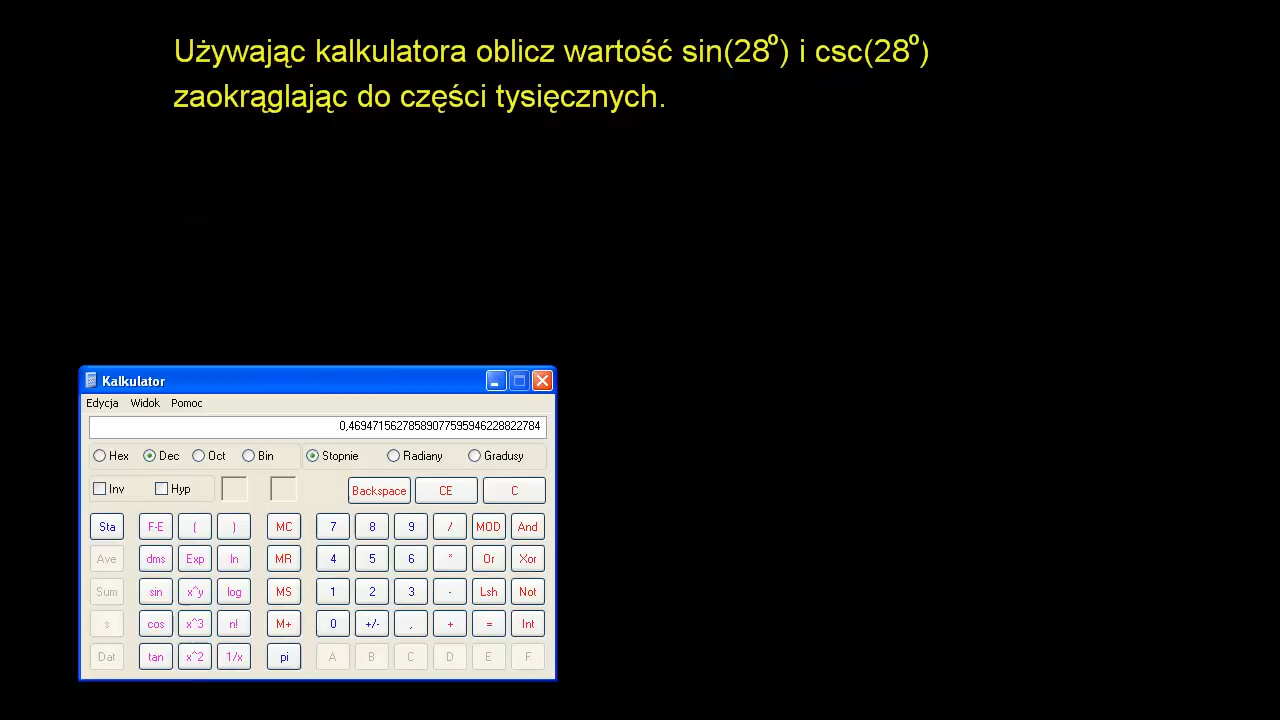 Używając kalkulatora oblicz wartość sin(28°) i csc(28°)
zaokrąglając do części tysięcznych.
Kalkulator
Edycja Widok Pomoc
0,46947156278589077595946228822784
Hex Dec Oct Bin Stopnie Radiany Gradusy
Inv Hyp Backspace CE C
Sta F-E ( ) MC 7 8 9 / MOD And
Ave dms Exp ln MR 4 5 6 * Or Xor
Sum sin x^y log MS 1 2 3 - Lsh Not
s cos x^3 n! M+ 0 +/- , + = Int
Dat tan x^2 1/x pi A B C D E F